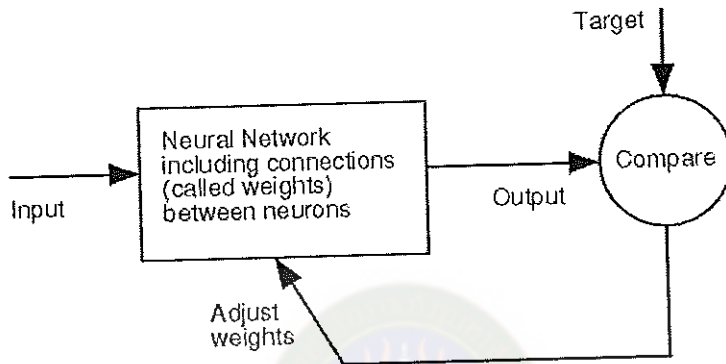 Target
Neural Network
including connections
(called weights)
between neurons
Compare
Input
Output
Adjust
weights